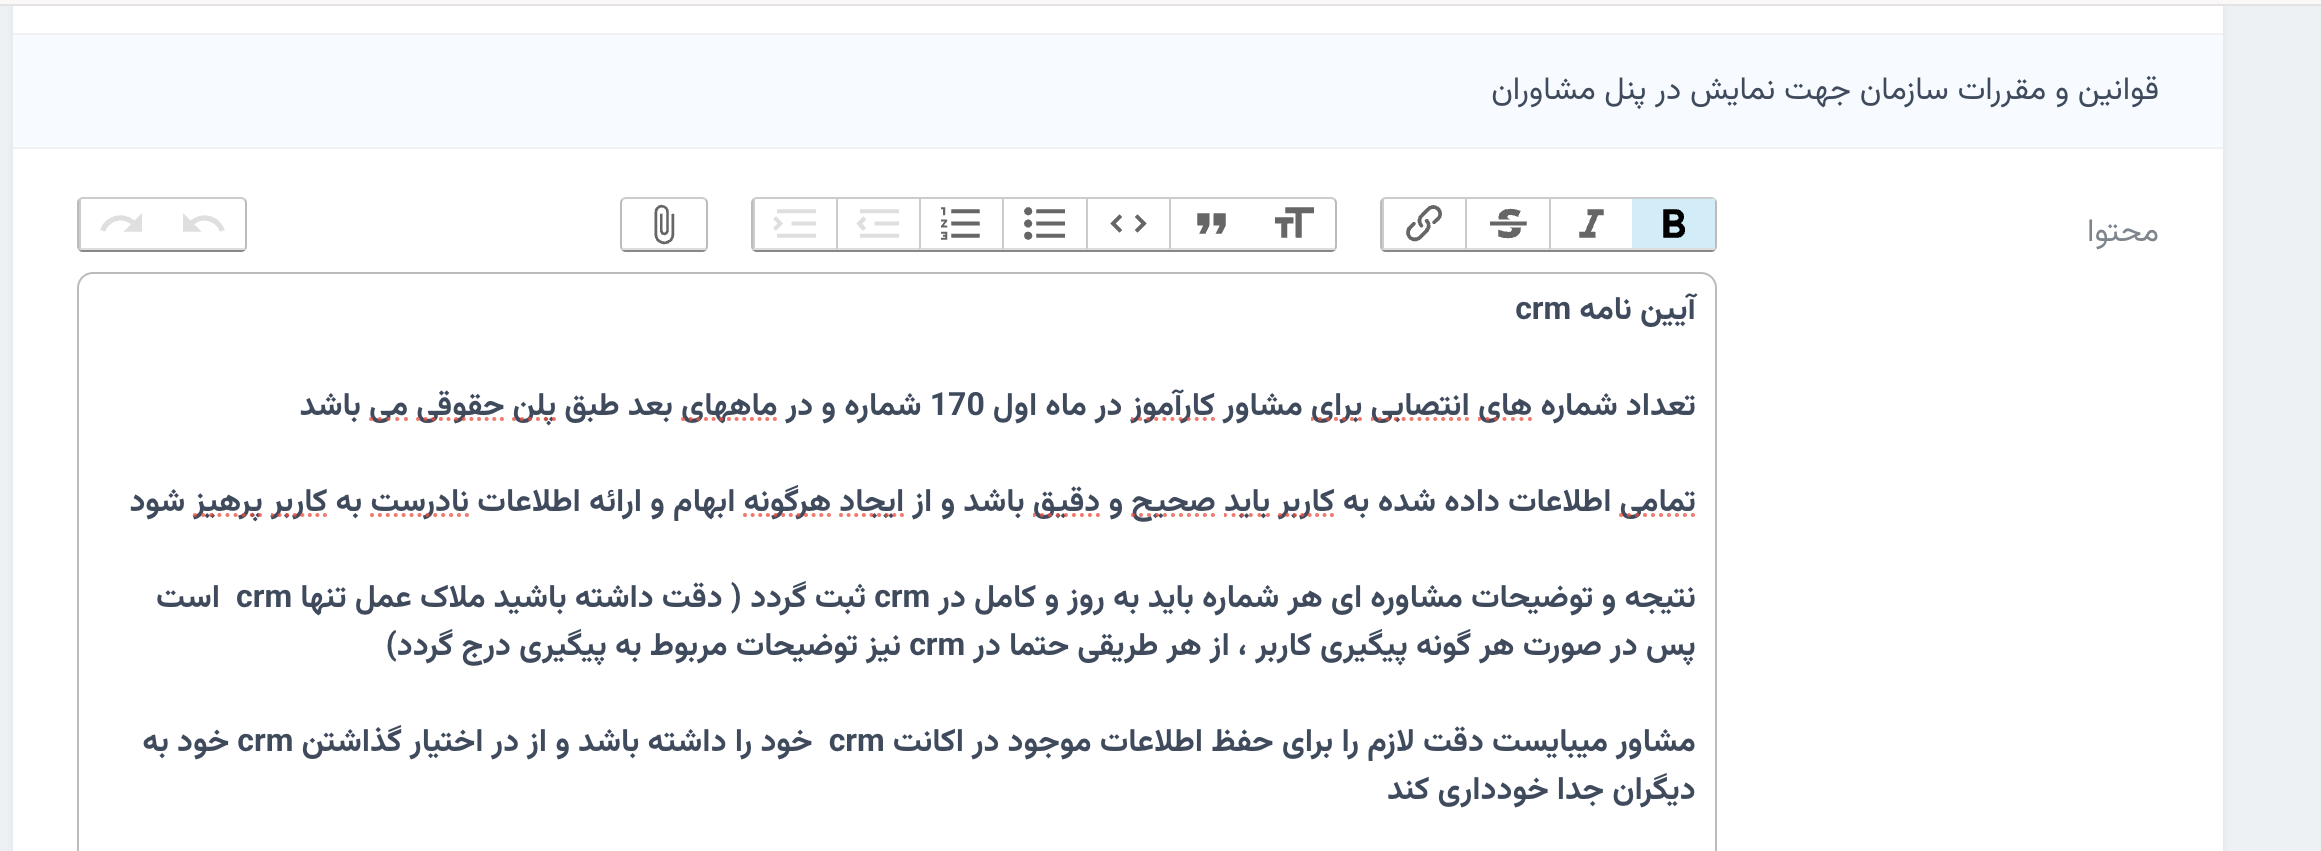 قوانین و مقررات سازمان جهت نمایش در پنل مشاوران
محتوا
آیین نامه crm
تعداد شماره های انتصابی برای مشاور کارآموز در ماه اول 170 شماره و در ماههای بعد طبق پلن حقوقی می باشد
تمامی اطلاعات داده شده به کاربر باید صحیح و دقیق باشد و از ایجاد هرگونه ابهام و ارائه اطلاعات نادرست به کاربر پرهیز شود
نتیجه و توضیحات مشاوره ای هر شماره باید به روز و کامل در crm ثبت گردد ( دقت داشته باشید ملاک عمل تنها crm  است
پس در صورت هر گونه پیگیری کاربر ، از هر طریقی حتما در crm نیز توضیحات مربوط به پیگیری درج گردد)
مشاور میبایست دقت لازم را برای حفظ اطلاعات موجود در اکانت crm  خود را داشته باشد و از در اختیار گذاشتن crm خود به
دیگران جدا خودداری کند